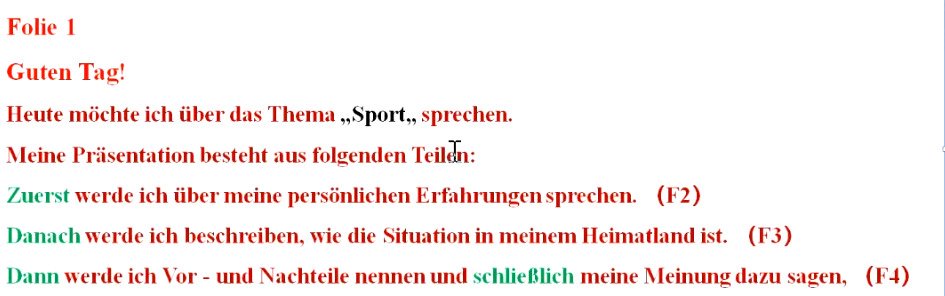 Folie 1
Guten Tag!
Heute möchte ich über das Thema „Sport„ sprechen.
Meine Präsentation besteht aus folgenden Teilen:
Zuerst werde ich über meine persönlichen Erfahrungen sprechen. (F2)
Danach werde ich beschreiben, wie die Situation in meinem Heimatland ist. (F3)
Dann werde ich Vor - und Nachteile nennen und schließlich meine Meinung dazu sagen, (F4)